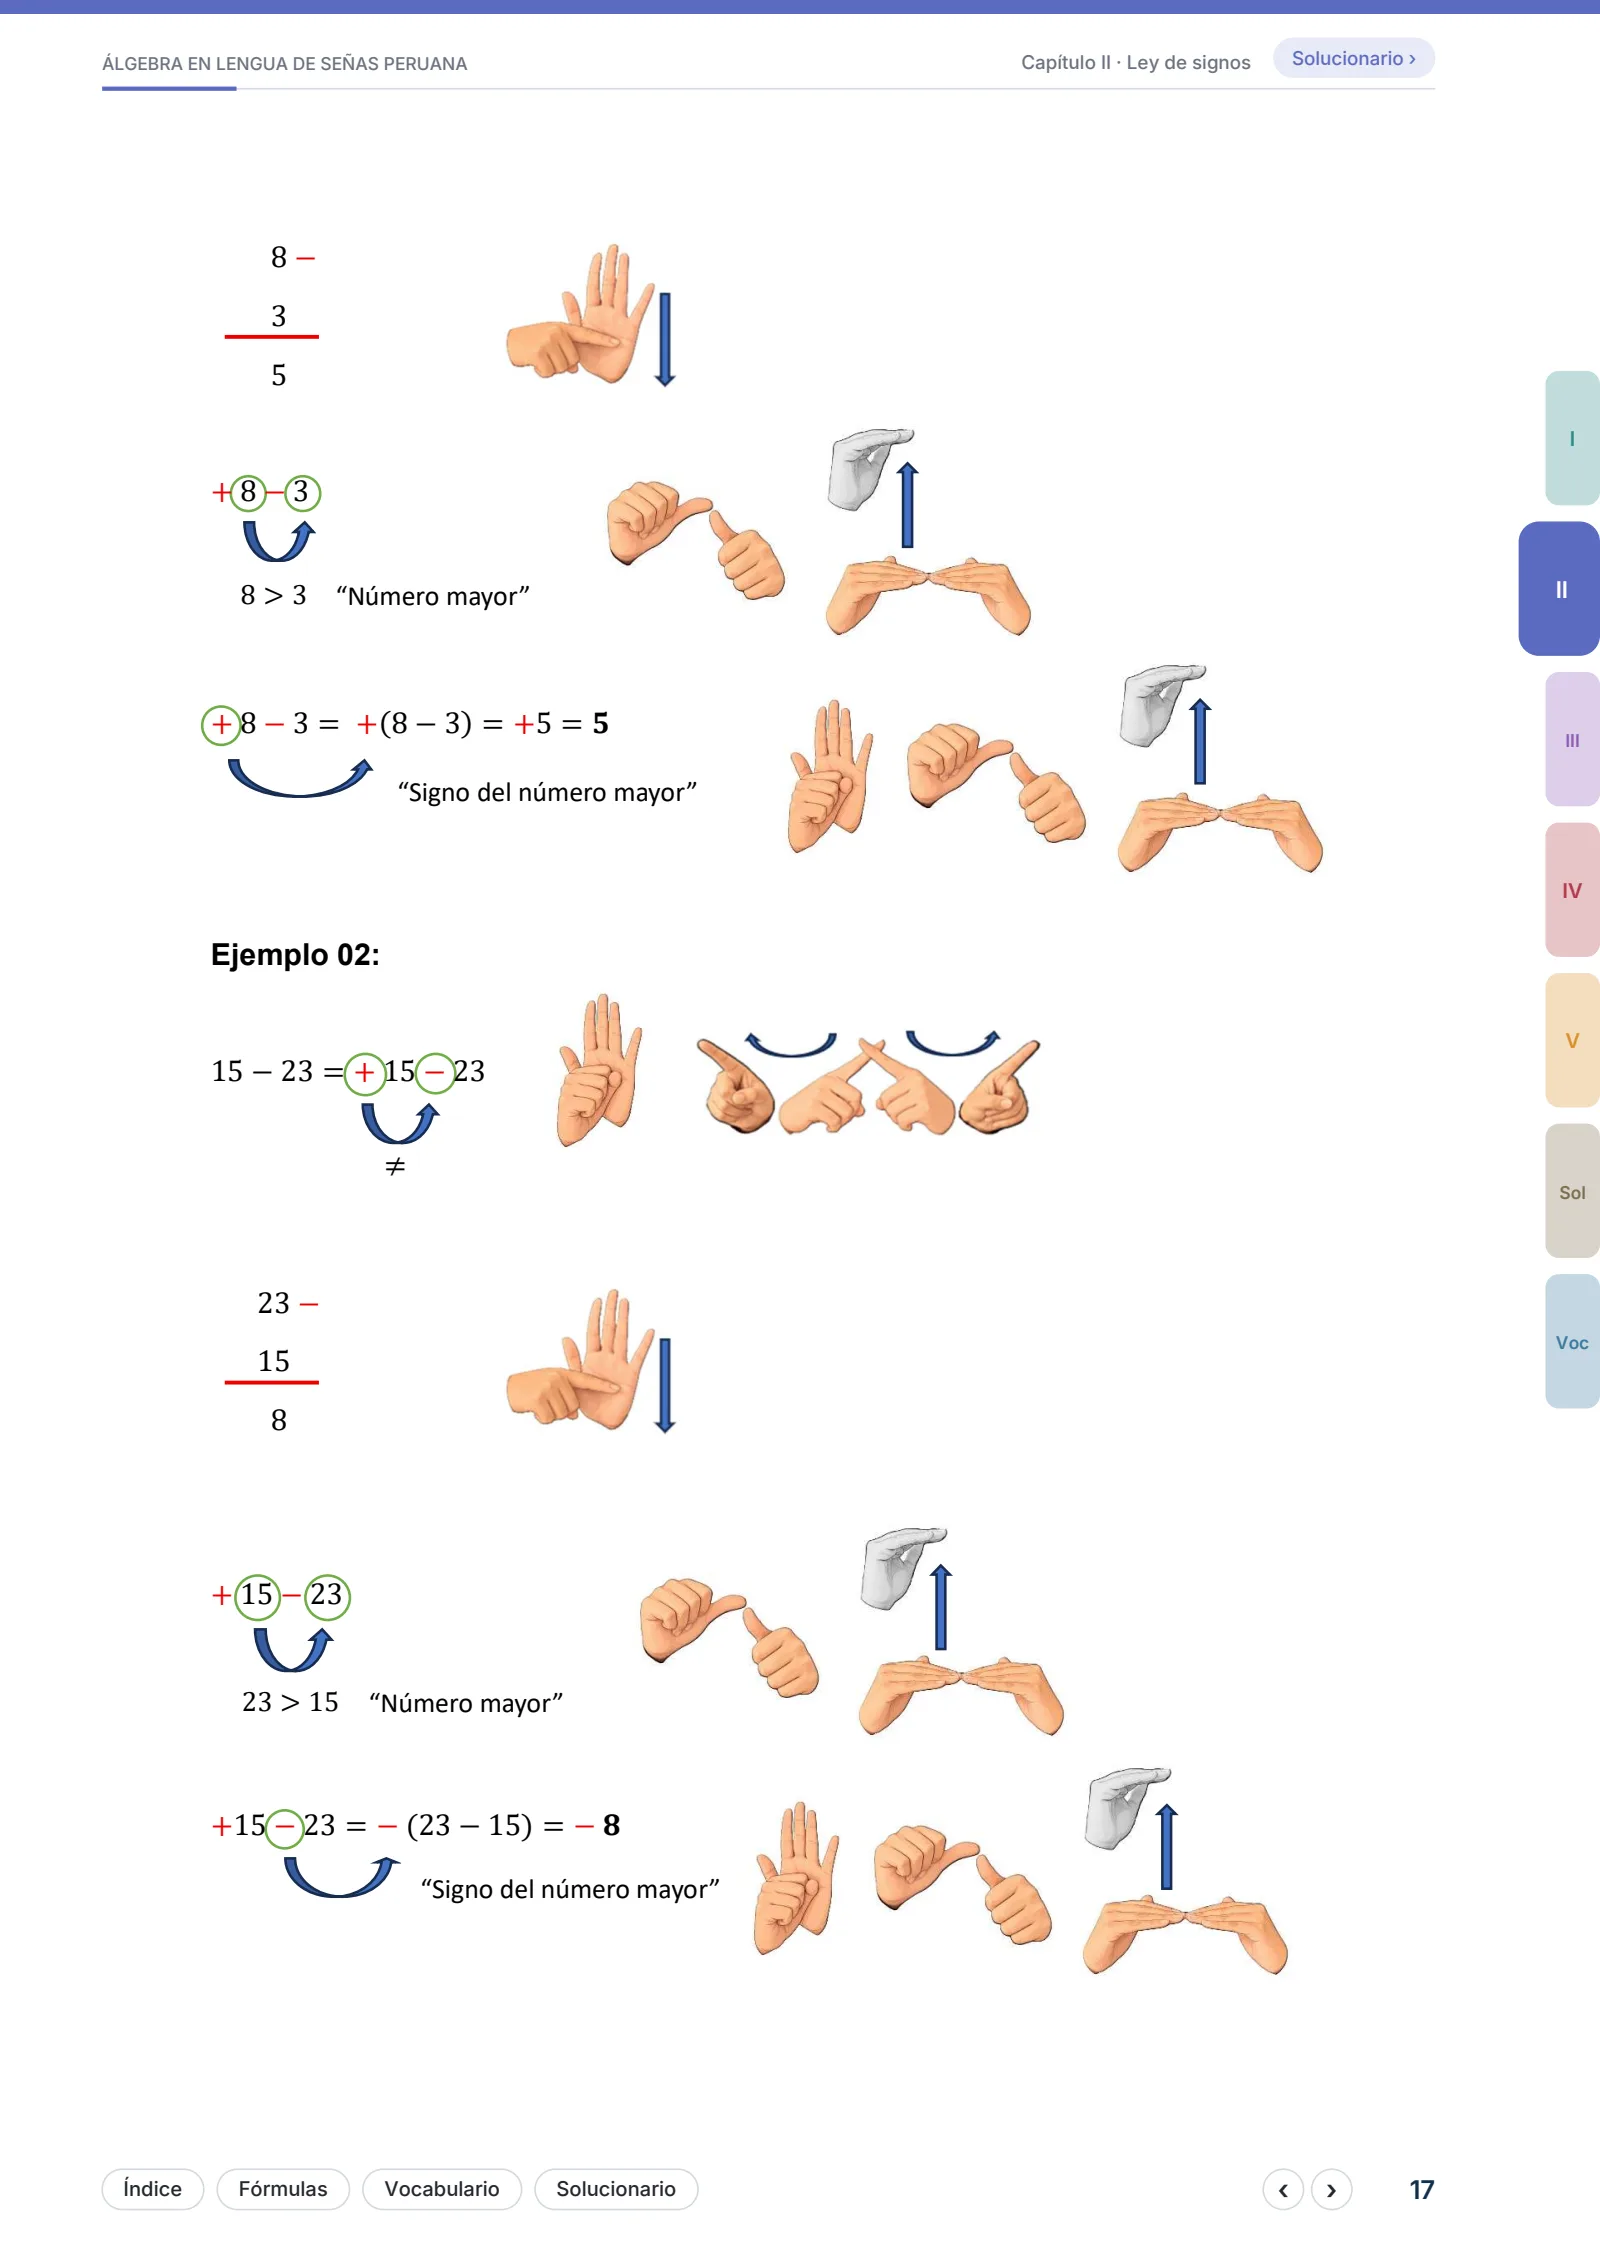 ÁLGEBRA EN LENGUA DE SEÑAS PERUANA
Capítulo II · Ley de signos
Solucionario ›
8 −
3
5
+8−3
8 > 3 “Número mayor”
+8 − 3 = +(8 − 3) = +5 = 5
“Signo del número mayor”
Ejemplo 02:
15 − 23 = +15 − 23
≠
23 −
15
8
+15−23
23 > 15 “Número mayor”
+15 − 23 = − (23 − 15) = − 8
“Signo del número mayor”
I
II
III
IV
V
Sol
Voc
Índice
Fórmulas
Vocabulario
Solucionario
‹ ›
17